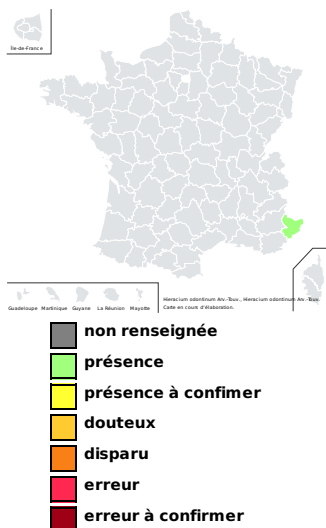 Île-de-France
Guadeloupe Martinique Guyane La Réunion Mayotte
Hieracium odontinum Arv.-Touv., Hieracium odontinum Arv.-Touv.
Carte en cours d'élaboration.
non renseignée
présence
présence à confimer
douteux
disparu
erreur
erreur à confirmer